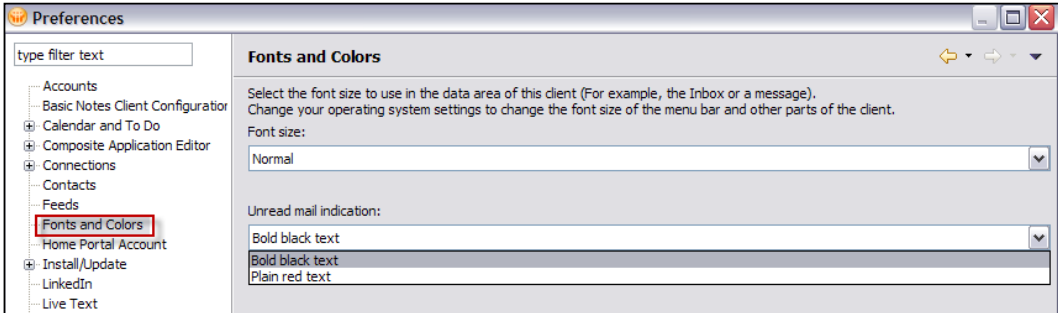 Preferences
type filter text
Accounts
Basic Notes Client Configuration
Calendar and To Do
Composite Application Editor
Connections
Contacts
Feeds
Fonts and Colors
Home Portal Account
Install/Update
LinkedIn
Live Text
Fonts and Colors
Select the font size to use in the data area of this client (For example, the Inbox or a message).
Change your operating system settings to change the font size of the menu bar and other parts of the client.
Font size:
Normal
Unread mail indication:
Bold black text
Bold black text
Plain red text